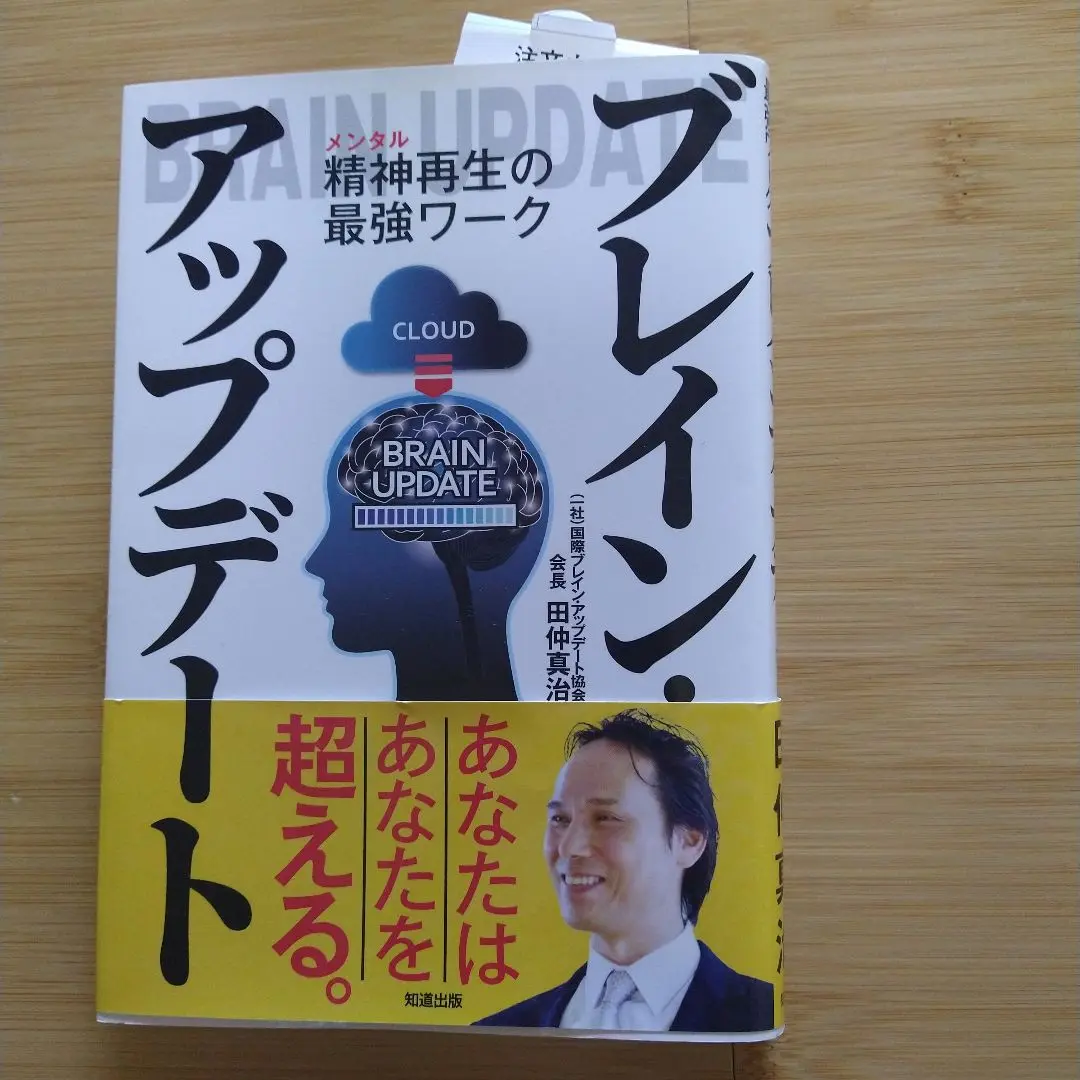 BRAIN UPDATE
ブレイン・
アップデート
メンタル
精神再生の
最強ワーク
CLOUD
BRAIN
UPDATE
(一社)国際ブレイン・アップデート協会
会長 田仲真治
あなたは
あなたを
超える。
知道出版